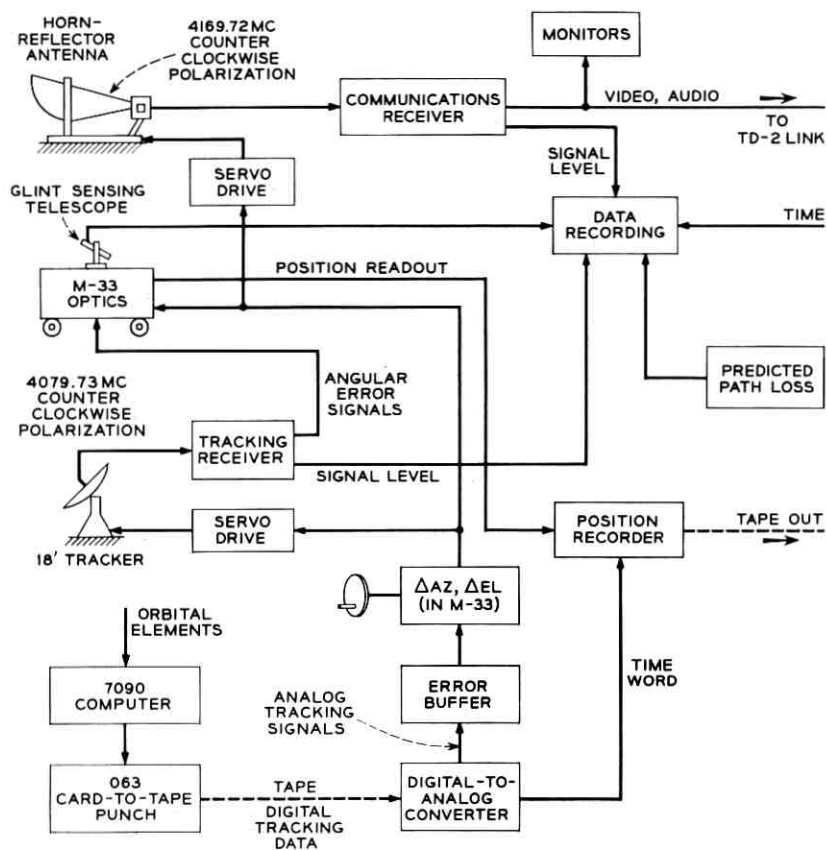 HORN-
REFLECTOR
ANTENNA
4169.72 MC
COUNTER
CLOCKWISE
POLARIZATION
MONITORS
COMMUNICATIONS
RECEIVER
VIDEO, AUDIO
TO
TD-2 LINK
SERVO
DRIVE
SIGNAL
LEVEL
GLINT SENSING
TELESCOPE
DATA
RECORDING
TIME
M-33
OPTICS
POSITION READOUT
4079.73 MC
COUNTER
CLOCKWISE
POLARIZATION
ANGULAR
ERROR
SIGNALS
PREDICTED
PATH LOSS
TRACKING
RECEIVER
SIGNAL LEVEL
18' TRACKER
SERVO
DRIVE
POSITION
RECORDER
TAPE OUT
ΔAZ, ΔEL
(IN M-33)
ORBITAL
ELEMENTS
7090
COMPUTER
ANALOG
TRACKING
SIGNALS
ERROR
BUFFER
TIME
WORD
063
CARD-TO-TAPE
PUNCH
TAPE
DIGITAL
TRACKING
DATA
DIGITAL-TO-
ANALOG
CONVERTER